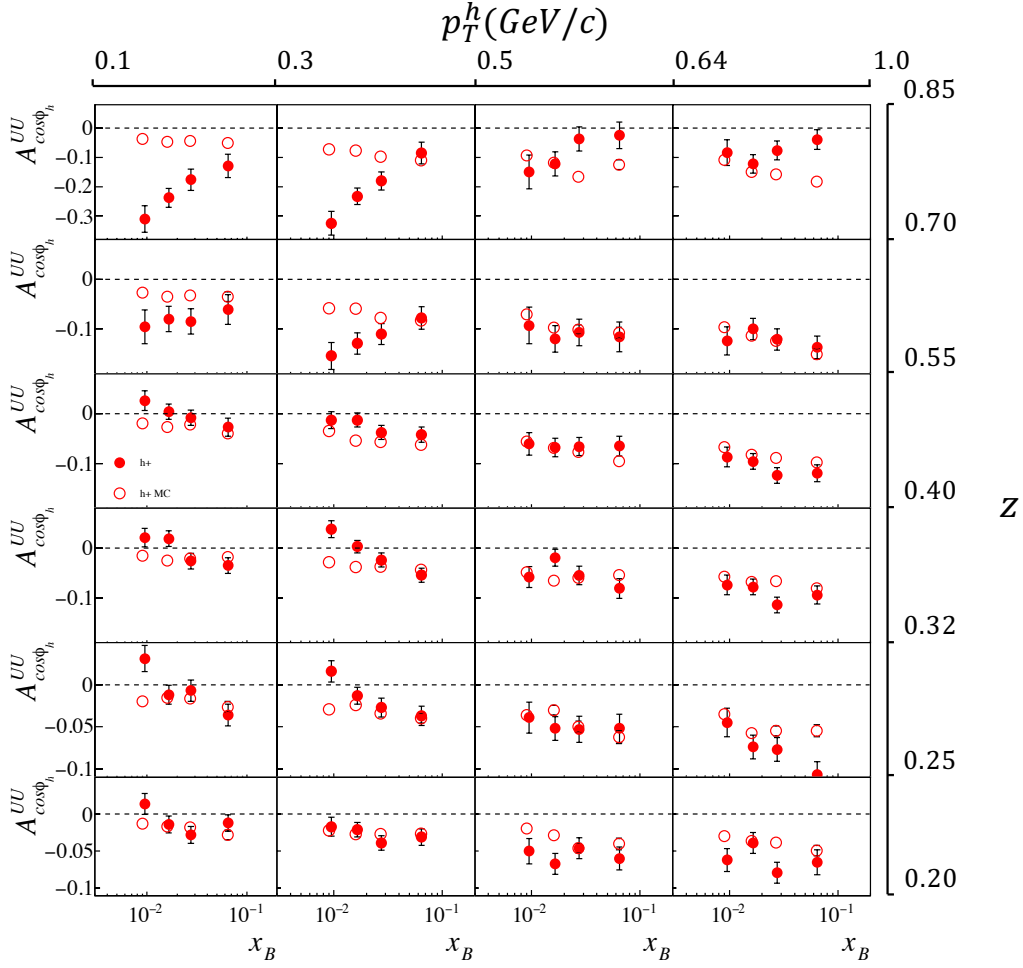 p_T^h(GeV/c)
0.1 0.3 0.5 0.64 1.0
0.85
A^{UU}_{cosϕ_h} 0
−0.1
−0.2
−0.3
0.70
A^{UU}_{cosϕ_h} 0
−0.1
0.55
A^{UU}_{cosϕ_h} 0
−0.1
h+
h+ MC
0.40
z
A^{UU}_{cosϕ_h} 0
−0.1
0.32
A^{UU}_{cosϕ_h} 0
−0.05
−0.1
0.25
A^{UU}_{cosϕ_h} 0
−0.05
−0.1
0.20
10^{−2} 10^{−1} 10^{−2} 10^{−1} 10^{−2} 10^{−1} 10^{−2} 10^{−1}
x_B x_B x_B x_B